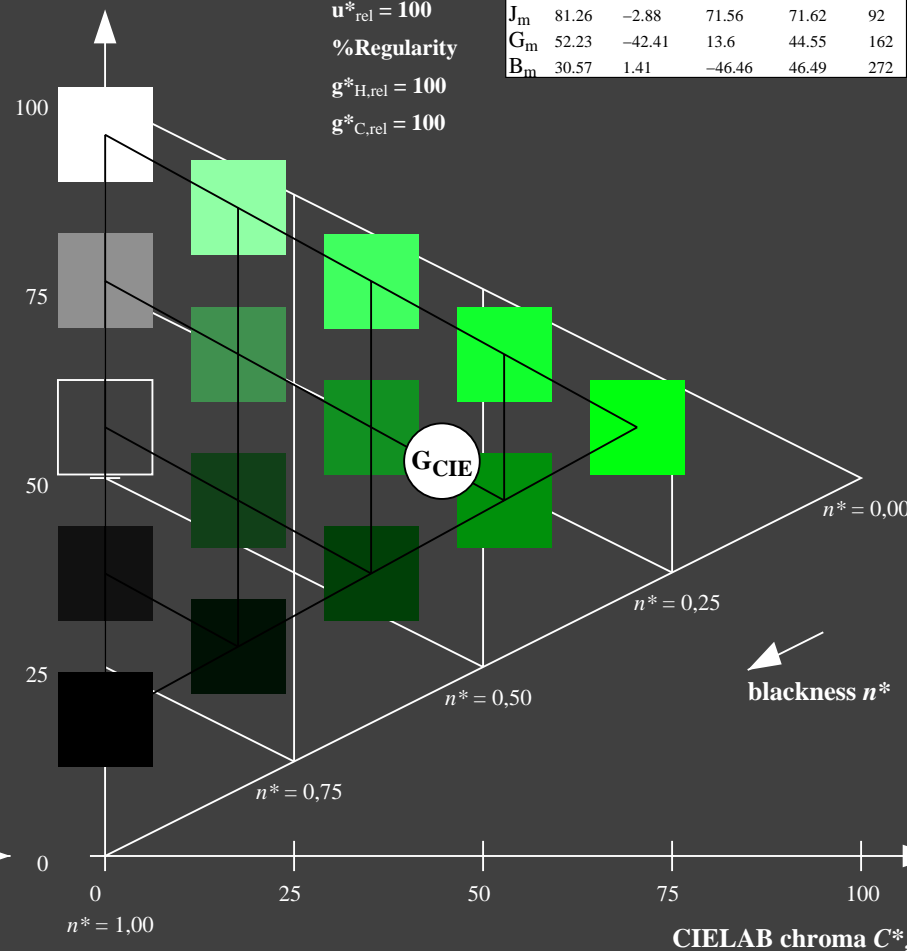 u*rel = 100
%Regularity
g*H,rel = 100
g*C,rel = 100
Jm 81.26 −2.88 71.56 71.62 92
Gm 52.23 −42.41 13.6 44.55 162
Bm 30.57 1.41 −46.46 46.49 272
100
75
50
25
0
GCIE
n* = 0,00
n* = 0,25
blackness n*
n* = 0,50
n* = 0,75
0 25 50 75 100
n* = 1,00
CIELAB chroma C*